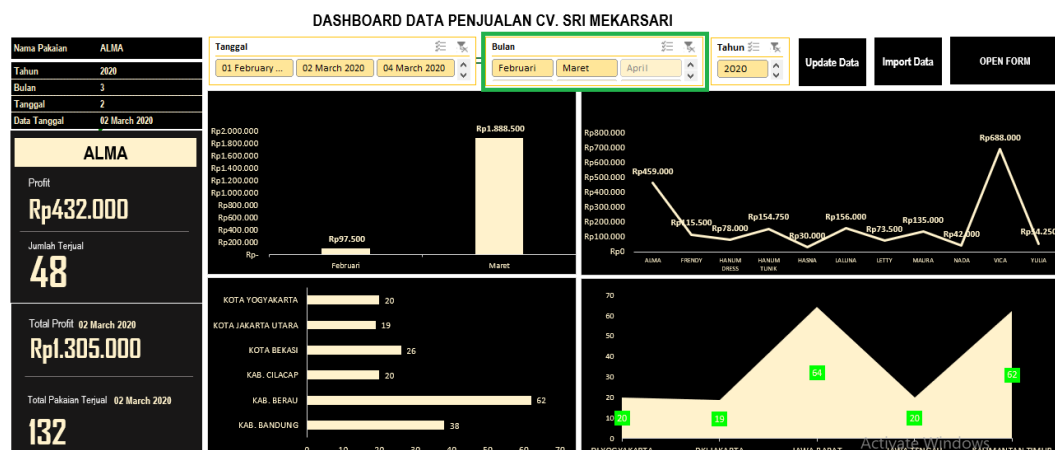 DASHBOARD DATA PENJUALAN CV. SRI MEKARSARI
Nama Pakaian ALMA
Tahun 2020
Bulan 3
Tanggal 2
Data Tanggal 02 March 2020
Tanggal
01 February ... 02 March 2020 04 March 2020
Bulan
Februari Maret April
Tahun
2020
Update Data
Import Data
OPEN FORM
ALMA
Profit
Rp432.000
Jumlah Terjual
48
Total Profit 02 March 2020
Rp1.305.000
Total Pakaian Terjual 02 March 2020
132
Rp2.000.000
Rp1.800.000
Rp1.600.000
Rp1.400.000
Rp1.200.000
Rp1.000.000
Rp800.000
Rp600.000
Rp400.000
Rp200.000
Rp-
Rp97.500
Rp1.888.500
Februari Maret
Rp800.000
Rp700.000
Rp600.000
Rp500.000
Rp400.000
Rp300.000
Rp200.000
Rp100.000
Rp0
Rp459.000
Rp115.500
Rp78.000
Rp154.750
Rp30.000
Rp156.000
Rp73.500
Rp135.000
Rp42.000
Rp688.000
Rp54.250
ALMA FRENDY HANUM DRESS HANUM TUNIK HASNA LALUNA LETTY MAURA NADA VICA YULIA
KOTA YOGYAKARTA 20
KOTA JAKARTA UTARA 19
KOTA BEKASI 26
KAB. CILACAP 20
KAB. BERAU 62
KAB. BANDUNG 38
0 10 20 30 40 50 60 70
70
60
50
40
30
20
10
0
20
19
64
20
62
DI YOGYAKARTA DKI JAKARTA JAWA BARAT JAWA TENGAH KALIMANTAN TIMUR
Activate Windows